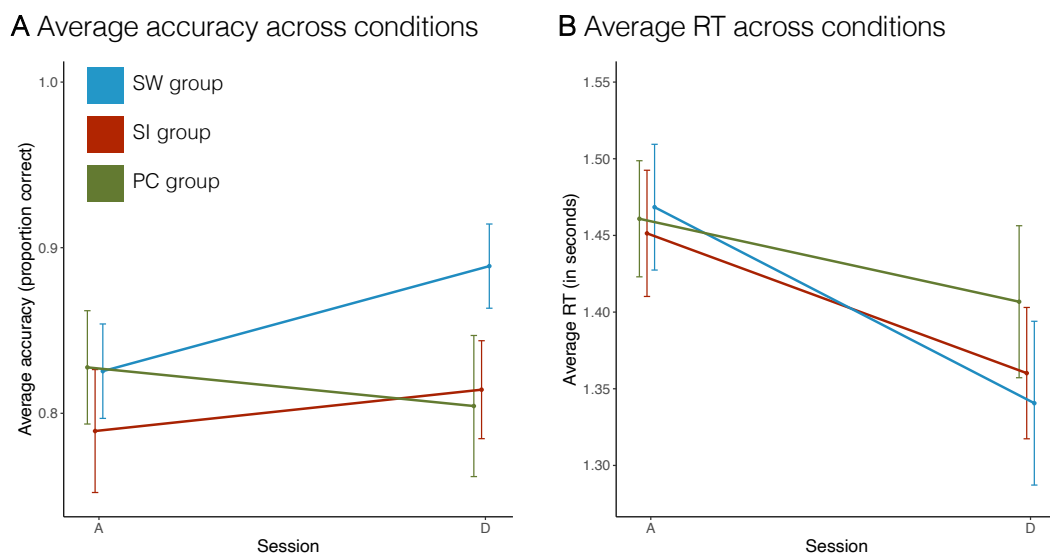 A Average accuracy across conditions
1.0
0.9
0.8
Average accuracy (proportion correct)
SW group
SI group
PC group
A
D
Session
B Average RT across conditions
1.55
1.50
1.45
1.40
1.35
1.30
Average RT (in seconds)
A
D
Session